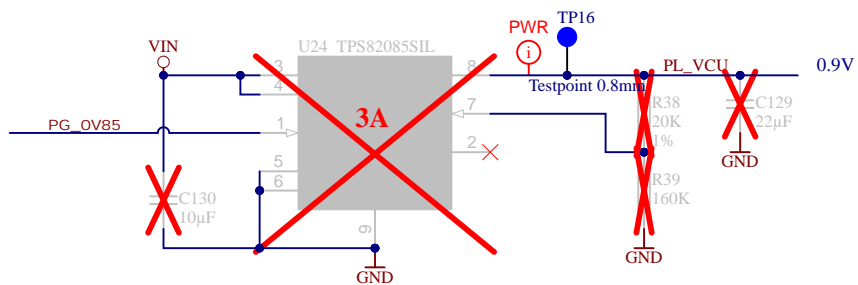 PWR
TP16
VIN
U24 TPS82085SIL
3
8
PL_VCU
0.9V
4
Testpoint 0.8mm
R38
C129
3A
7
20K
22µF
PG_0V85
1
1%
2
GND
5
6
R39
C130
160K
10µF
9
GND
GND